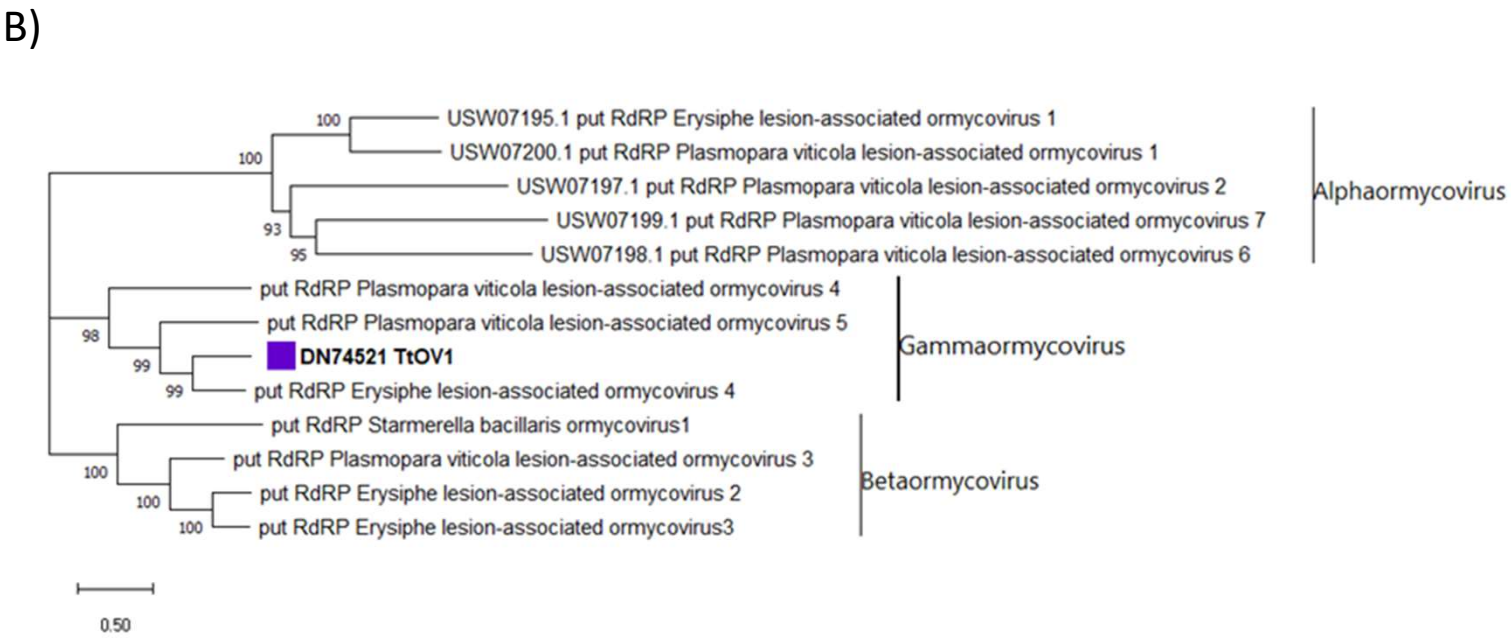 B)
100
USW07195.1 put RdRP Erysiphe lesion-associated ormycovirus 1
100
USW07200.1 put RdRP Plasmopara viticola lesion-associated ormycovirus 1
USW07197.1 put RdRP Plasmopara viticola lesion-associated ormycovirus 2
Alphaormycovirus
93
USW07199.1 put RdRP Plasmopara viticola lesion-associated ormycovirus 7
95
USW07198.1 put RdRP Plasmopara viticola lesion-associated ormycovirus 6
put RdRP Plasmopara viticola lesion-associated ormycovirus 4
98
put RdRP Plasmopara viticola lesion-associated ormycovirus 5
Gammaormycovirus
99
DN74521 TtOV1
99
put RdRP Erysiphe lesion-associated ormycovirus 4
put RdRP Starmerella bacillaris ormycovirus1
100
put RdRP Plasmopara viticola lesion-associated ormycovirus 3
Betaormycovirus
100
put RdRP Erysiphe lesion-associated ormycovirus 2
100
put RdRP Erysiphe lesion-associated ormycovirus3
0.50